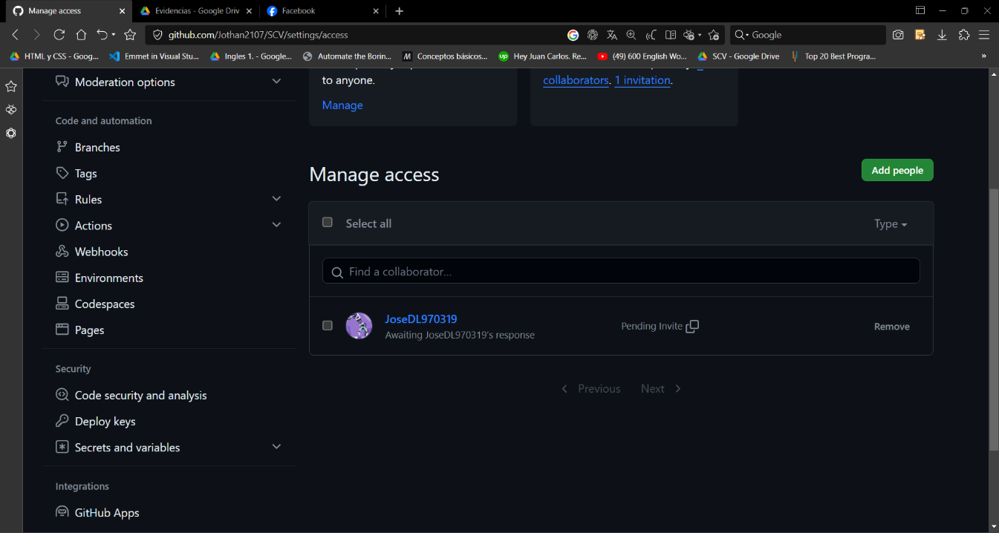 Manage access
Evidencias - Google Driv
Facebook
github.com/Jothan2107/SCV/settings/access
Google
HTML y CSS - Goog...
Emmet in Visual Stu...
Ingles 1. - Google...
Automate the Borin...
Conceptos básicos...
Hey Juan Carlos. Re...
(49) 600 English Wo...
SCV - Google Drive
Top 20 Best Progra...
Moderation options
Code and automation
Branches
Tags
Rules
Actions
Webhooks
Environments
Codespaces
Pages
Security
Code security and analysis
Deploy keys
Secrets and variables
Integrations
GitHub Apps
to anyone.
Manage
collaborators. 1 invitation.
Manage access
Add people
Select all
Type
Find a collaborator...
JoseDL970319
Awaiting JoseDL970319's response
Pending Invite
Remove
Previous
Next